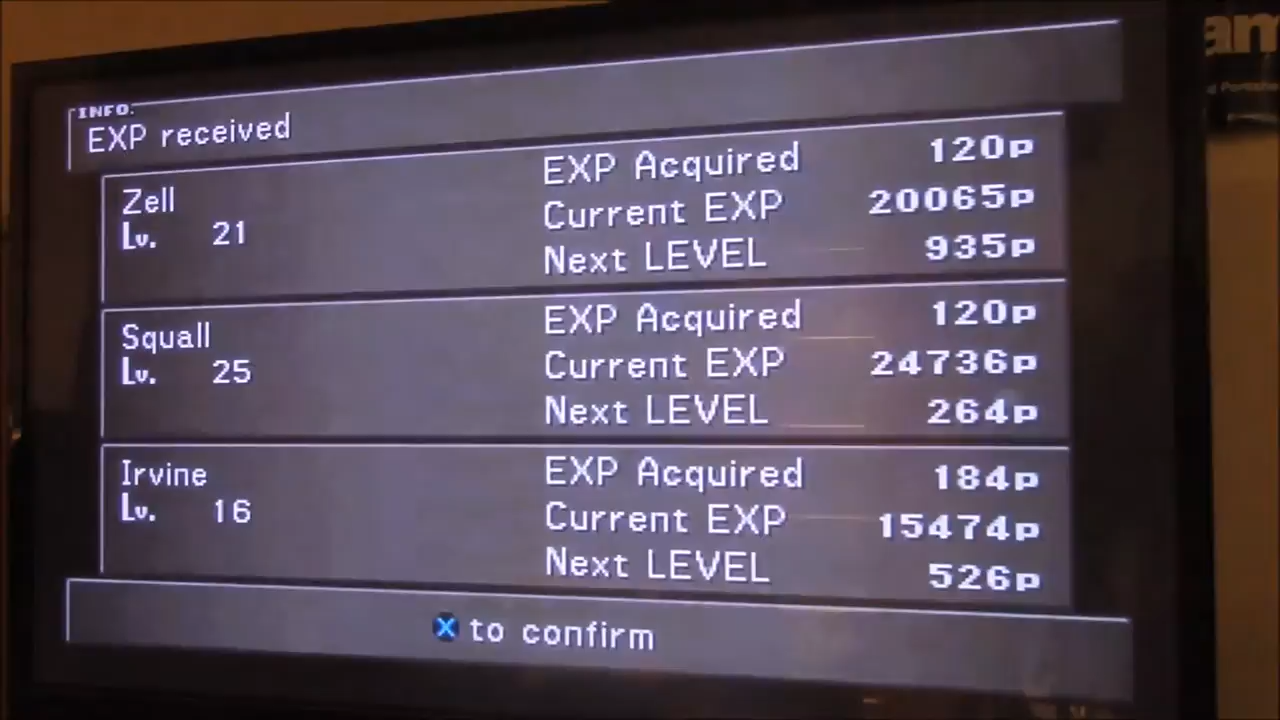 INFO.
EXP received
Zell
Lv. 21
EXP Acquired 120p
Current EXP 20065p
Next LEVEL 935p
Squall
Lv. 25
EXP Acquired 120p
Current EXP 24736p
Next LEVEL 264p
Irvine
Lv. 16
EXP Acquired 184p
Current EXP 15474p
Next LEVEL 526p
X to confirm